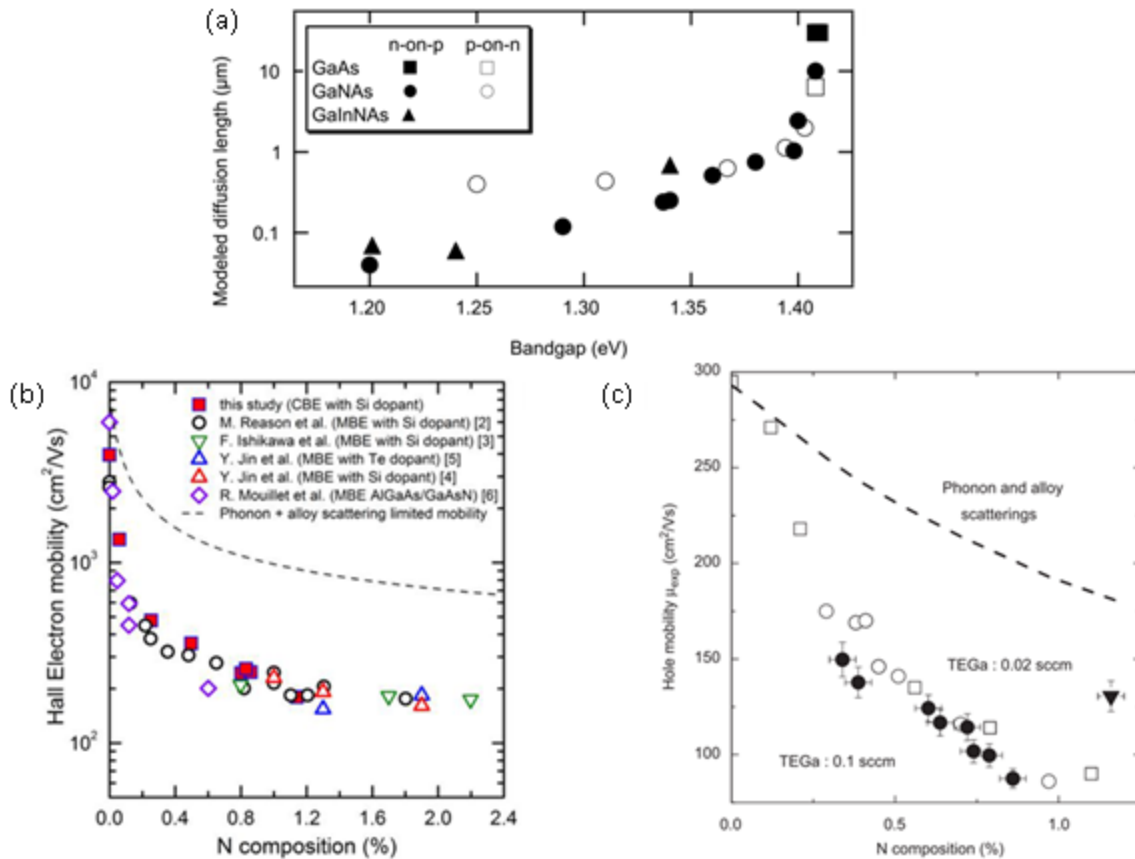 (a)
n-on-p p-on-n
GaAs
GaNAs
GaInNAs
Modeled diffusion length (μm)
10
1
0.1
1.20 1.25 1.30 1.35 1.40
Bandgap (eV)
(b)
Hall Electron mobility (cm²/Vs)
10⁴
10³
10²
this study (CBE with Si dopant)
M. Reason et al. (MBE with Si dopant) [2]
F. Ishikawa et al. (MBE with Si dopant) [3]
Y. Jin et al. (MBE with Te dopant) [5]
Y. Jin et al. (MBE with Si dopant) [4]
R. Mouillet et al. (MBE AlGaAs/GaAsN) [6]
Phonon + alloy scattering limited mobility
0.0 0.4 0.8 1.2 1.6 2.0 2.4
N composition (%)
(c)
Hole mobility μexp (cm²/Vs)
300
250
200
150
100
Phonon and alloy
scatterings
TEGa : 0.02 sccm
TEGa : 0.1 sccm
0.0 0.5 1.0
N composition (%)